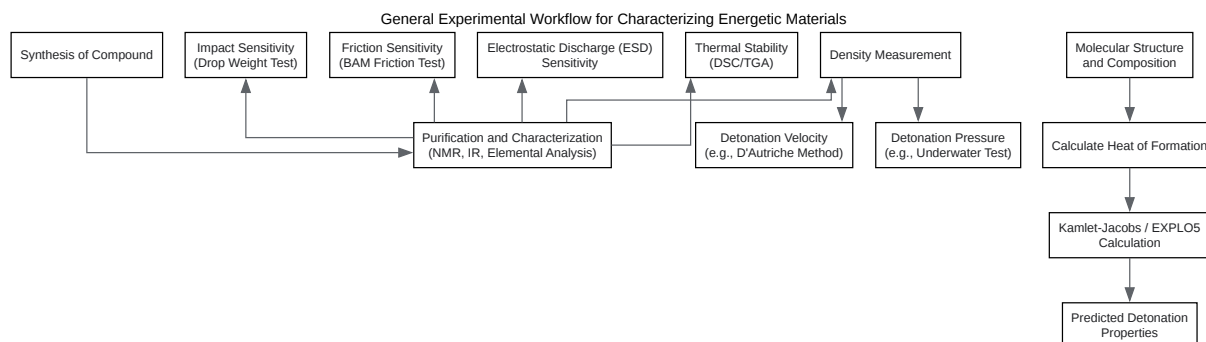 General Experimental Workflow for Characterizing Energetic Materials
Synthesis of Compound
Impact Sensitivity
(Drop Weight Test)
Friction Sensitivity
(BAM Friction Test)
Electrostatic Discharge (ESD)
Sensitivity
Thermal Stability
(DSC/TGA)
Density Measurement
Molecular Structure
and Composition
Purification and Characterization
(NMR, IR, Elemental Analysis)
Detonation Velocity
(e.g., D'Autriche Method)
Detonation Pressure
(e.g., Underwater Test)
Calculate Heat of Formation
Kamlet-Jacobs / EXPLO5
Calculation
Predicted Detonation
Properties